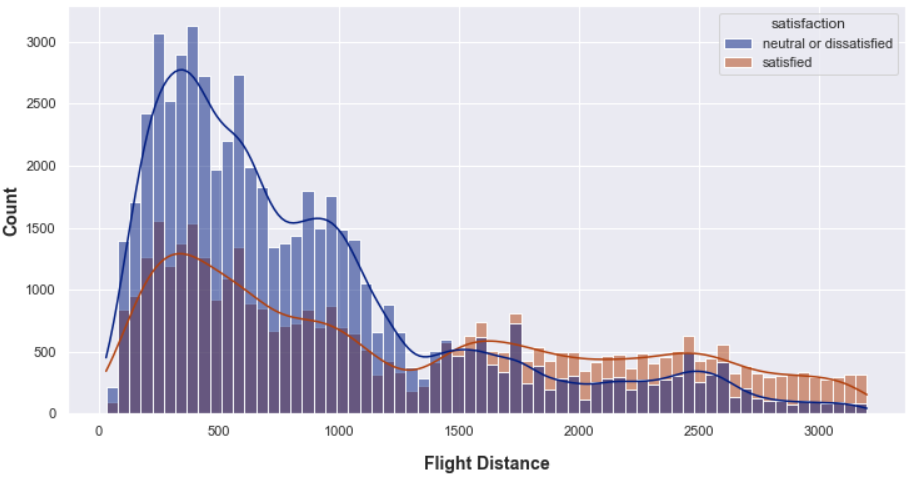 satisfaction
neutral or dissatisfied
satisfied
3000
2500
2000
1500
1000
500
0
Count
0 500 1000 1500 2000 2500 3000
Flight Distance